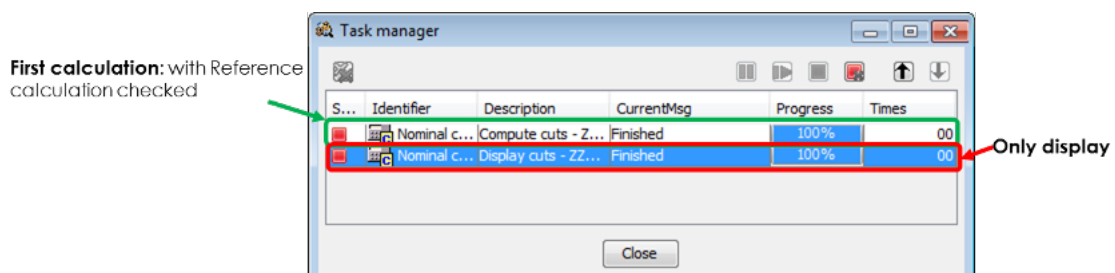 Task manager
First calculation: with Reference
calculation checked
S... Identifier Description CurrentMsg Progress Times
Nominal c... Compute cuts - Z... Finished 100% 00
Nominal c... Display cuts - ZZ... Finished 100% 00
Only display
Close